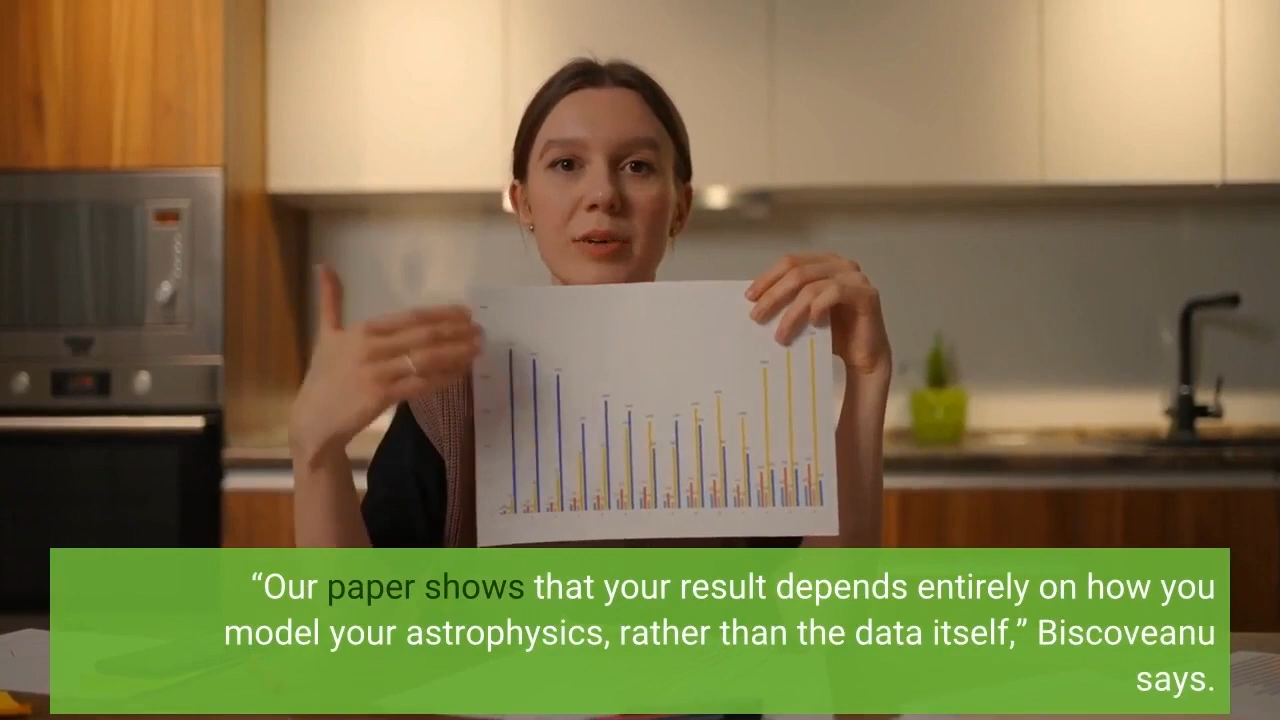 “Our paper shows that your result depends entirely on how you
model your astrophysics, rather than the data itself,” Biscoveanu
says.